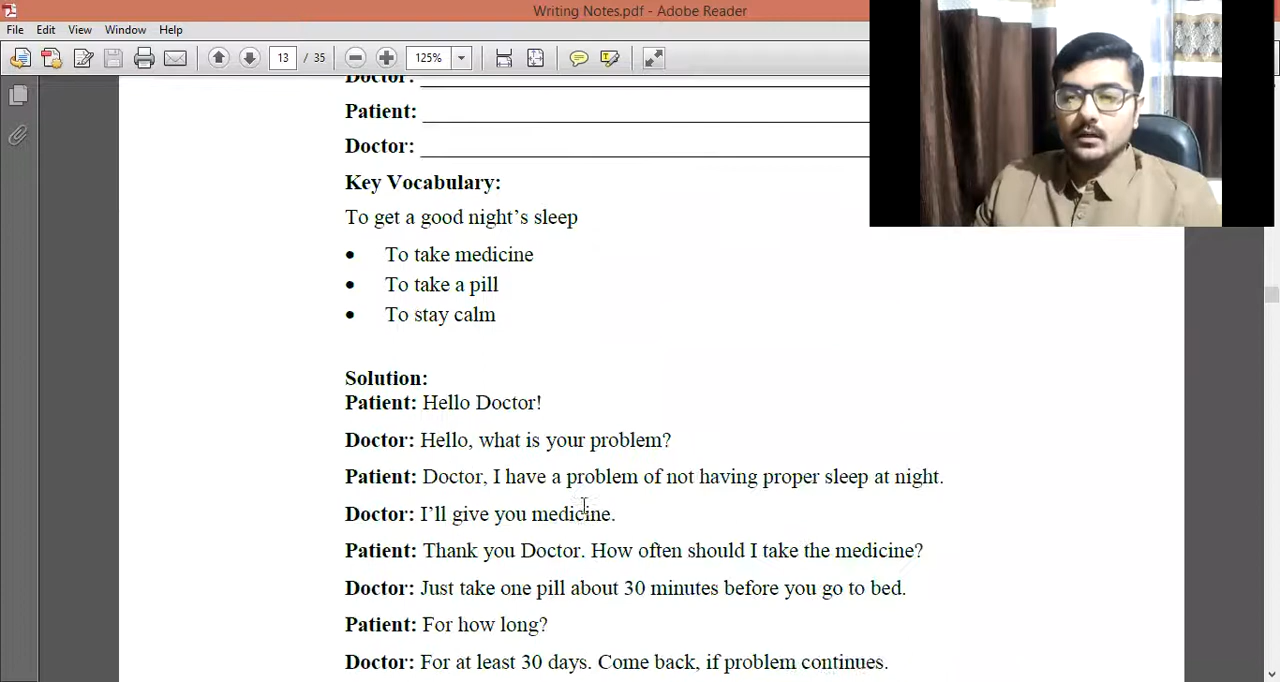 Writing Notes.pdf - Adobe Reader
File Edit View Window Help
13 / 35 125%
Doctor:
Patient:
Doctor:
Key Vocabulary:
To get a good night’s sleep
• To take medicine
• To take a pill
• To stay calm
Solution:
Patient: Hello Doctor!
Doctor: Hello, what is your problem?
Patient: Doctor, I have a problem of not having proper sleep at night.
Doctor: I’ll give you medicine.
Patient: Thank you Doctor. How often should I take the medicine?
Doctor: Just take one pill about 30 minutes before you go to bed.
Patient: For how long?
Doctor: For at least 30 days. Come back, if problem continues.